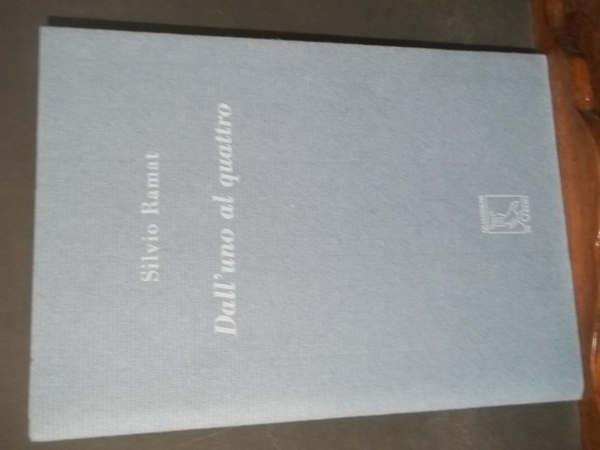 Silvio Ramat
Dall'uno al quattro